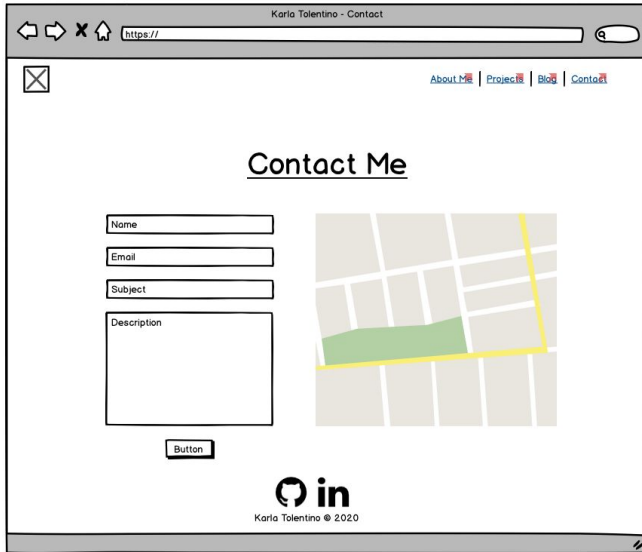 Karla Tolentino - Contact
https://
About Me | Projects | Blog | Contact
Contact Me
Name
Email
Subject
Description
Button
in
Karla Tolentino © 2020